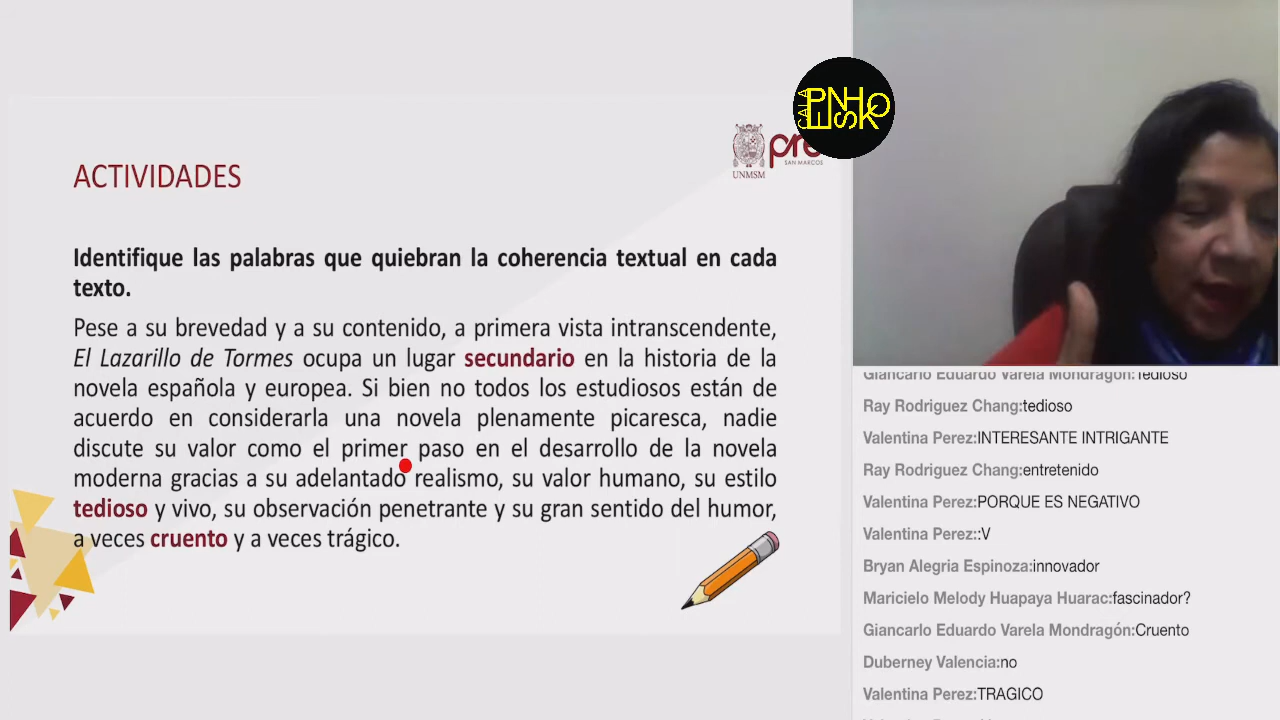 ACTIVIDADES
UNMSM
SAN MARCOS
Identifique las palabras que quiebran la coherencia textual en cada
texto.
Pese a su brevedad y a su contenido, a primera vista intranscendente,
El Lazarillo de Tormes ocupa un lugar secundario en la historia de la
novela española y europea. Si bien no todos los estudiosos están de
acuerdo en considerarla una novela plenamente picaresca, nadie
discute su valor como el primer paso en el desarrollo de la novela
moderna gracias a su adelantado realismo, su valor humano, su estilo
tedioso y vivo, su observación penetrante y su gran sentido del humor,
a veces cruento y a veces trágico.
Giancarlo Eduardo Varela Mondragón:Tedioso
Ray Rodriguez Chang:tedioso
Valentina Perez:INTERESANTE INTRIGANTE
Ray Rodriguez Chang:entretenido
Valentina Perez:PORQUE ES NEGATIVO
Valentina Perez::V
Bryan Alegria Espinoza:innovador
Maricielo Melody Huapaya Huarac:fascinador?
Giancarlo Eduardo Varela Mondragón:Cruento
Duberney Valencia:no
Valentina Perez:TRAGICO